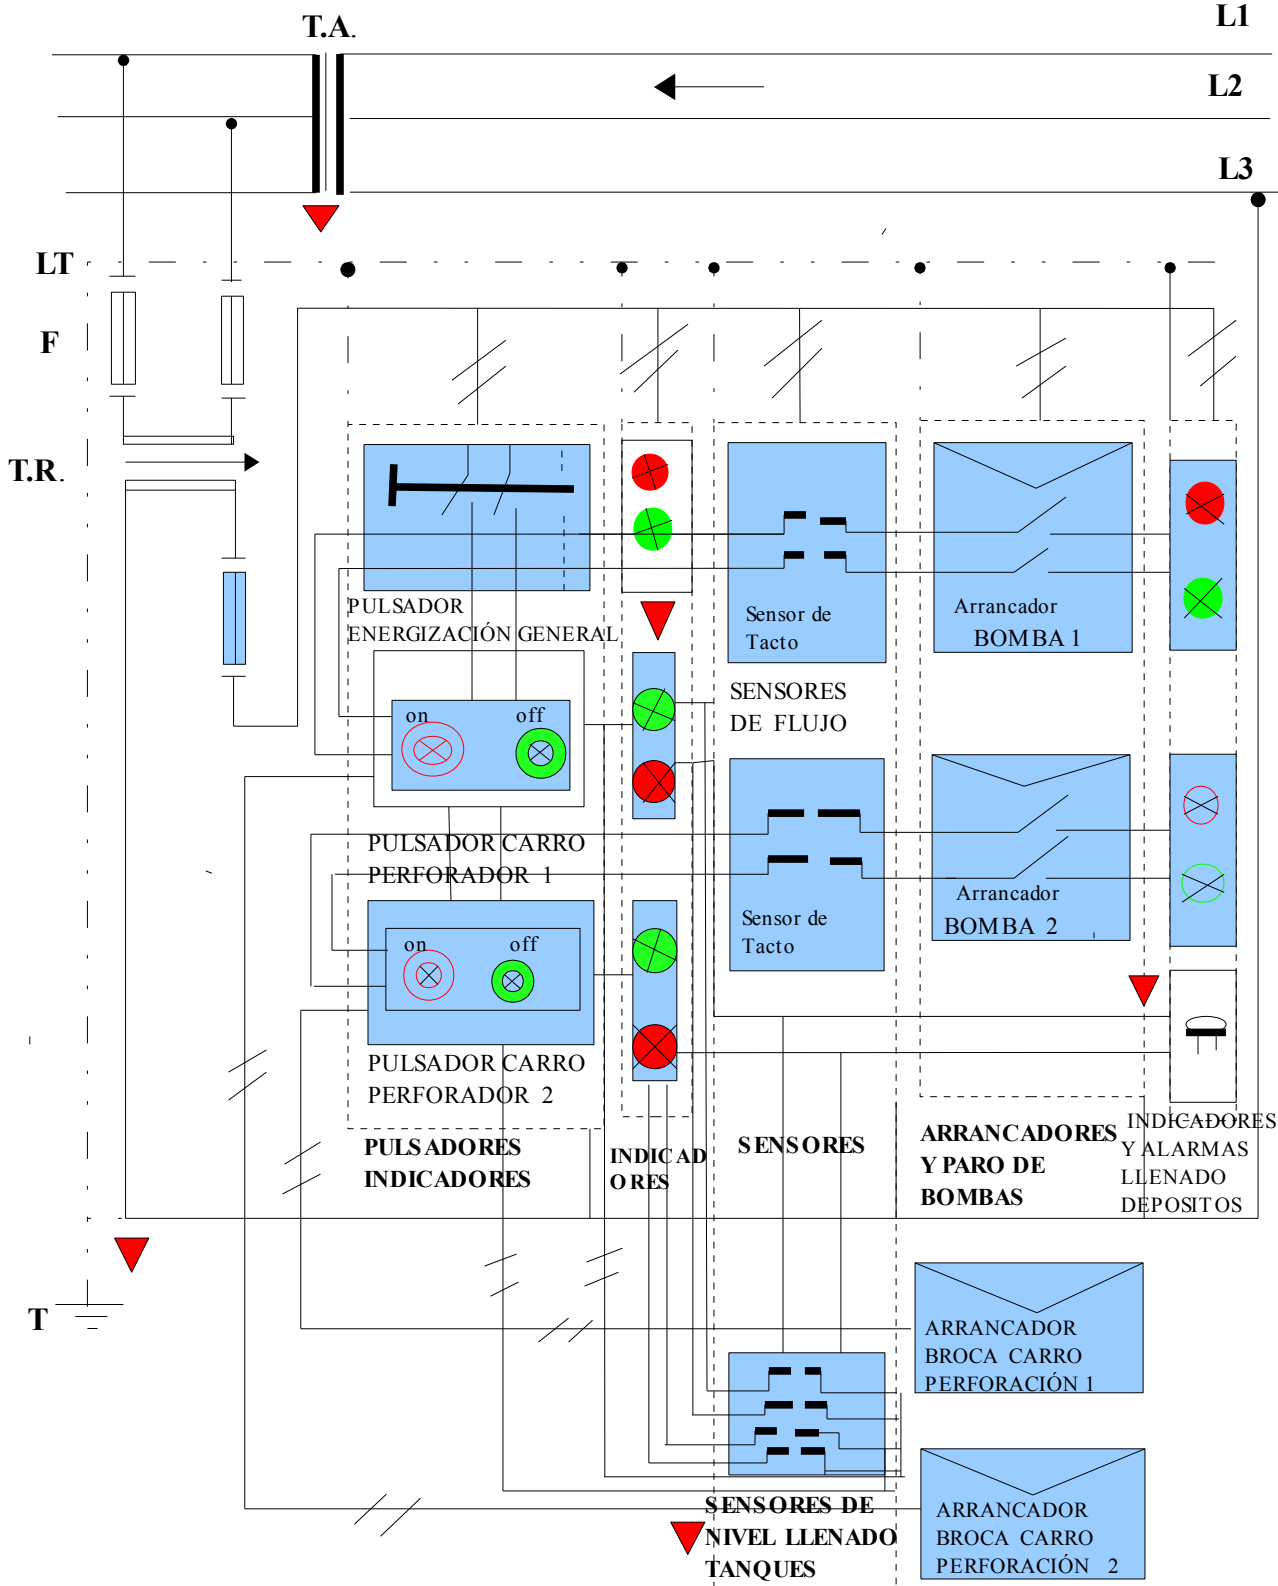 T.A.
L1
L2
L3
LT
F
T.R.
PULSADOR
ENERGIZACIÓN GENERAL
Sensor de
Tacto
Arrancador
BOMBA 1
SENSORES
DE FLUJO
on off
PULSADOR CARRO
PERFORADOR 1
Sensor de
Tacto
Arrancador
BOMBA 2
on off
PULSADOR CARRO
PERFORADOR 2
PULSADORES
INDICADORES
INDICAD
ORES
SENSORES
ARRANCADORES
Y PARO DE
BOMBAS
INDICADORES
Y ALARMAS
LLENADO
DEPOSITOS
T
ARRANCADOR
BROCA CARRO
PERFORACIÓN 1
SENSORES DE
NIVEL LLENADO
TANQUES
ARRANCADOR
BROCA CARRO
PERFORACIÓN 2